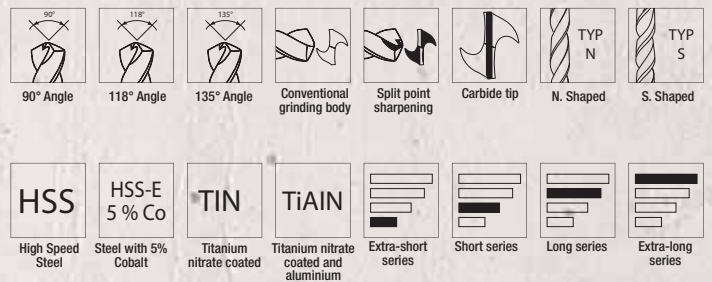 90°
118°
135°
TYP
N
TYP
S
90° Angle
118° Angle
135° Angle
Conventional
grinding body
Split point
sharpening
Carbide tip
N. Shaped
S. Shaped
HSS
HSS-E
5 % Co
TIN
TiAIN
High Speed
Steel
Steel with 5%
Cobalt
Titanium
nitrate coated
Titanium nitrate
coated and
aluminium
Extra-short
series
Short series
Long series
Extra-long
series